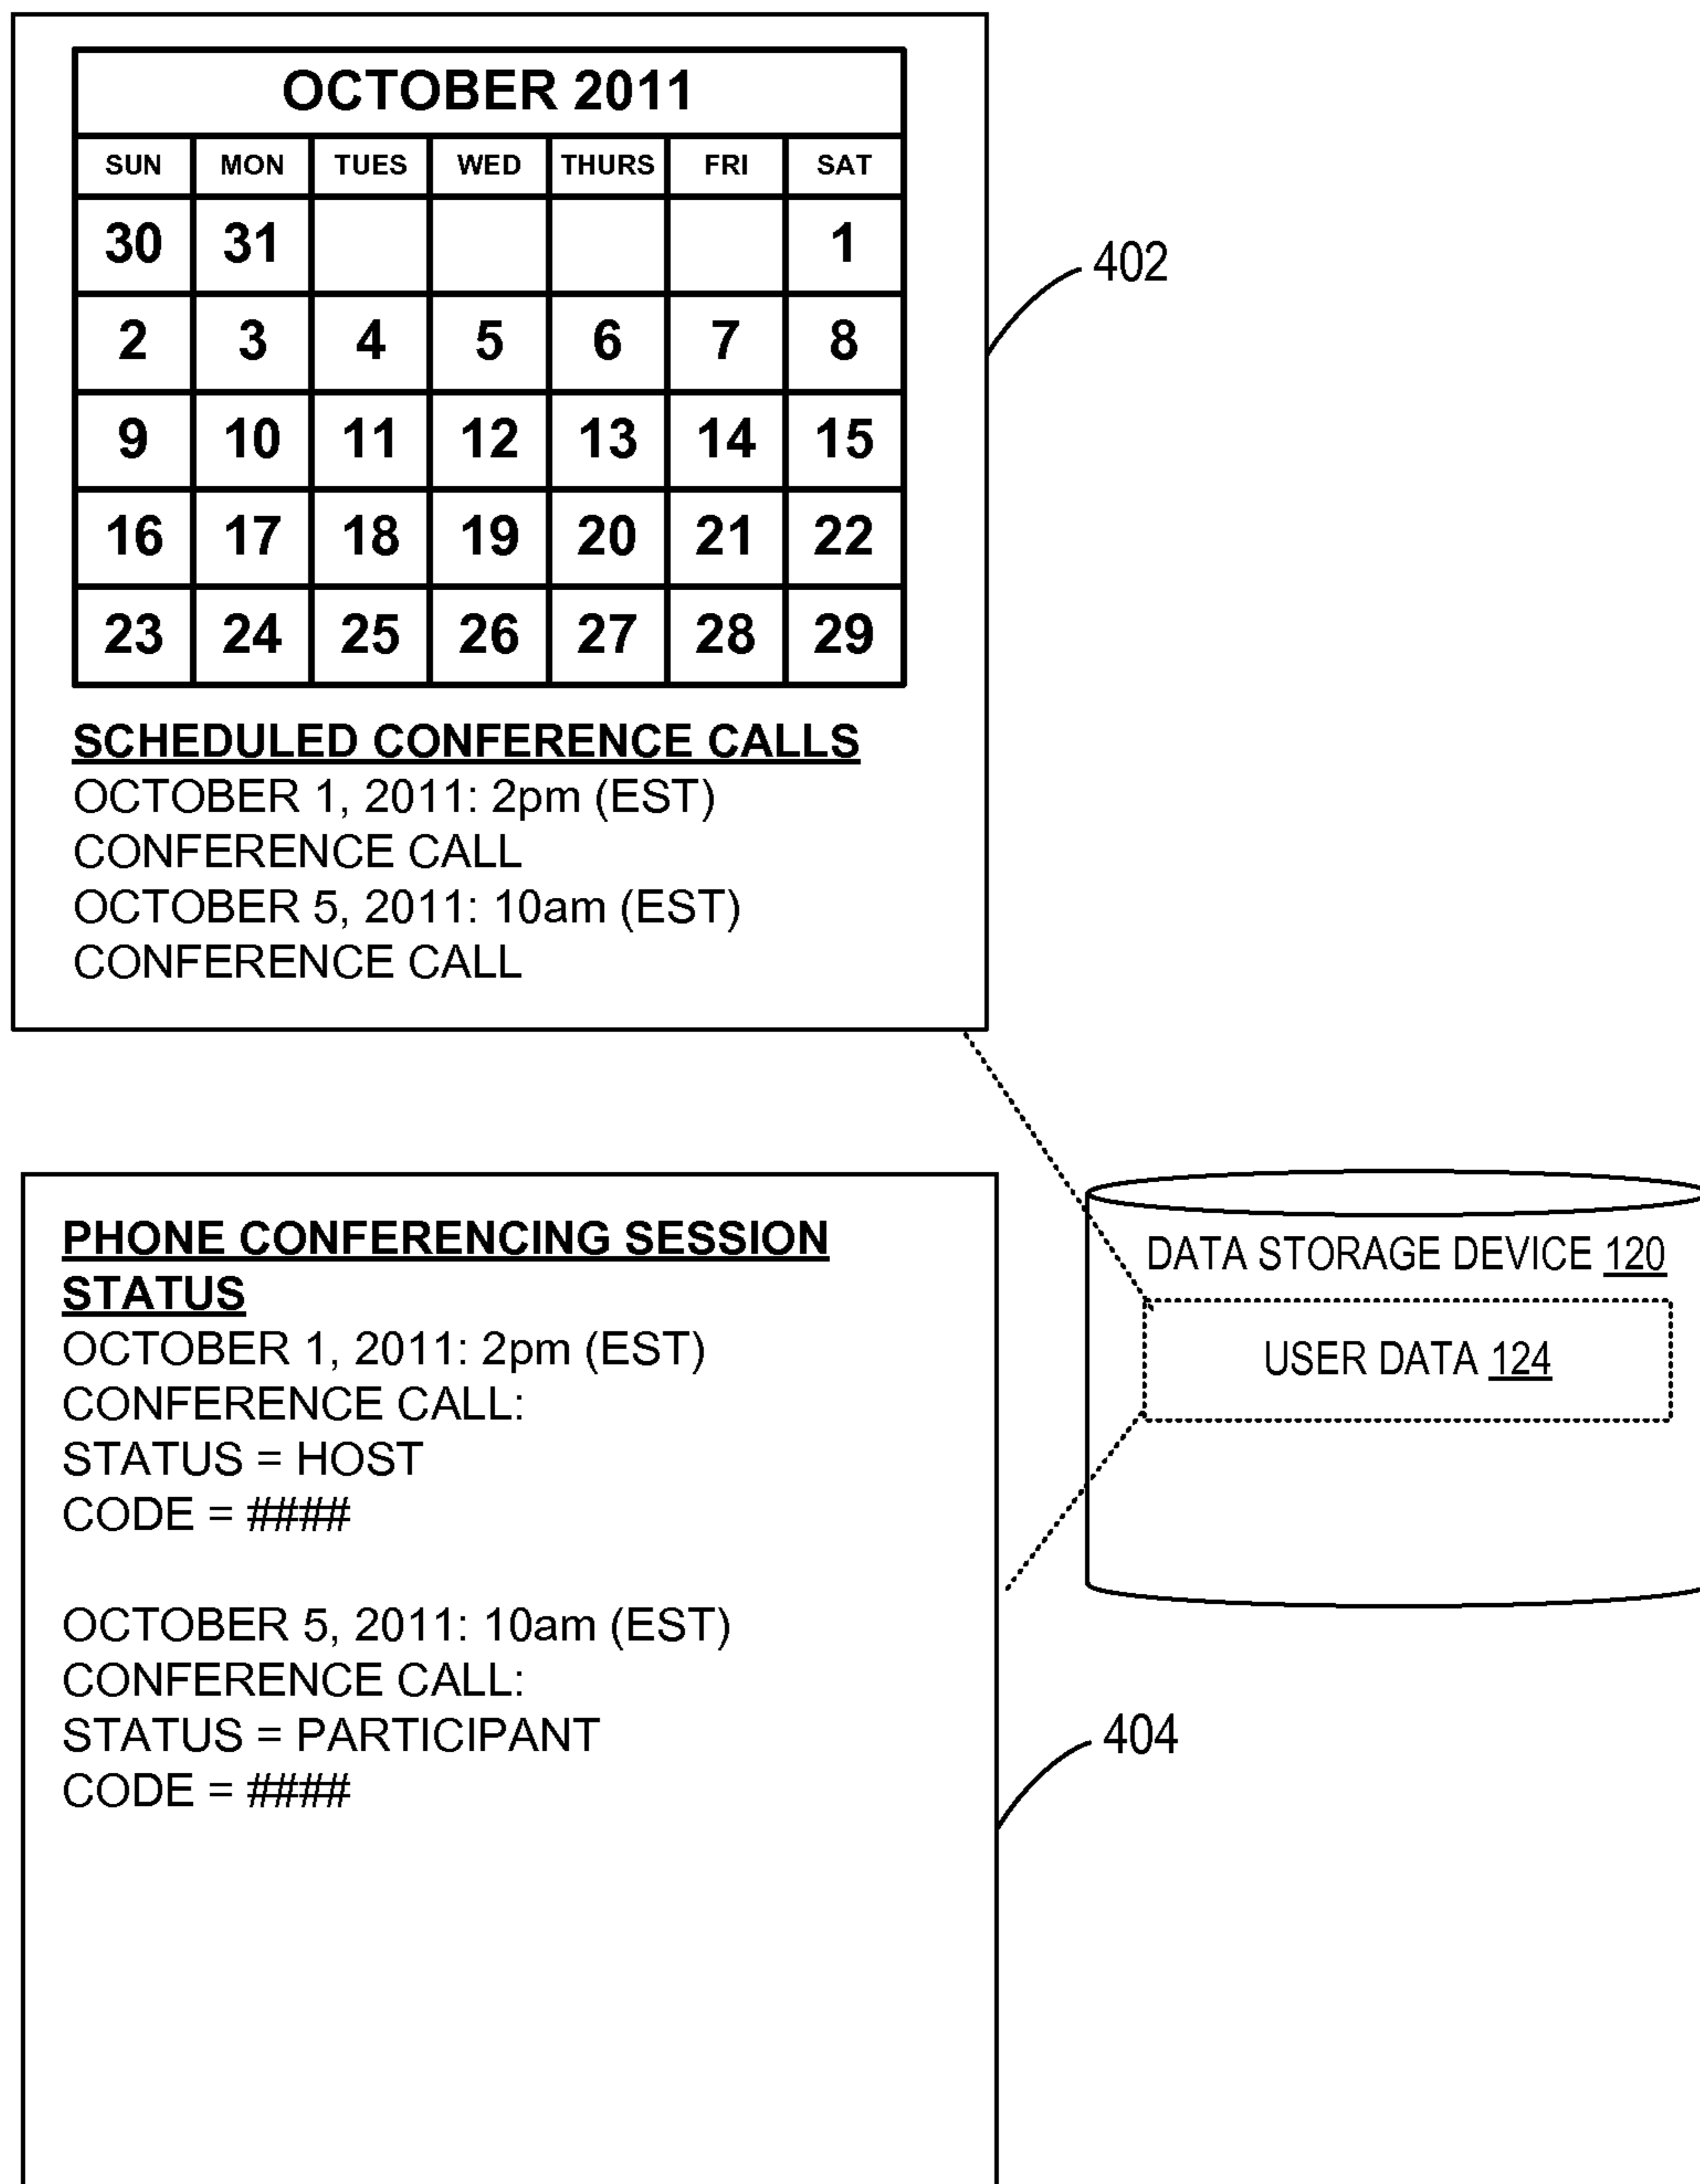 OCTOBER 2011
SUN MON TUES WED THURS FRI SAT
30 31 1
2 3 4 5 6 7 8
9 10 11 12 13 14 15
16 17 18 19 20 21 22
23 24 25 26 27 28 29
SCHEDULED CONFERENCE CALLS
OCTOBER 1, 2011: 2pm (EST)
CONFERENCE CALL
OCTOBER 5, 2011: 10am (EST)
CONFERENCE CALL
402
PHONE CONFERENCING SESSION
STATUS
OCTOBER 1, 2011: 2pm (EST)
CONFERENCE CALL:
STATUS = HOST
CODE = ####
OCTOBER 5, 2011: 10am (EST)
CONFERENCE CALL:
STATUS = PARTICIPANT
CODE = ####
404
DATA STORAGE DEVICE 120
USER DATA 124